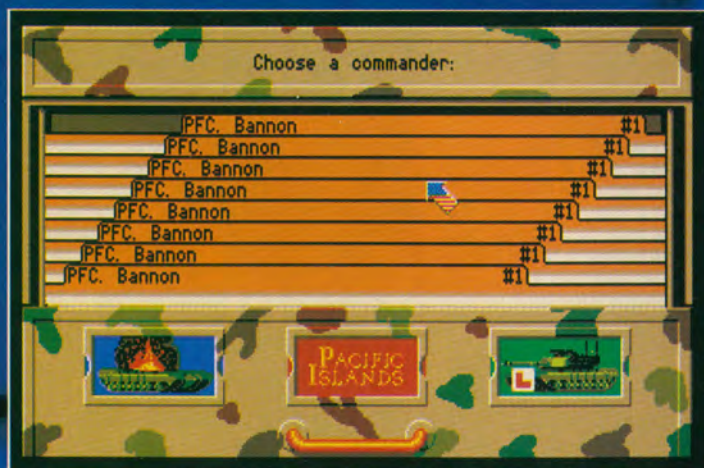 Choose a commander:
PFC. Bannon #1
PFC. Bannon #1
PFC. Bannon #1
PFC. Bannon #1
PFC. Bannon #1
PFC. Bannon #1
PFC. Bannon #1
PFC. Bannon #1
PACIFIC
ISLANDS
L